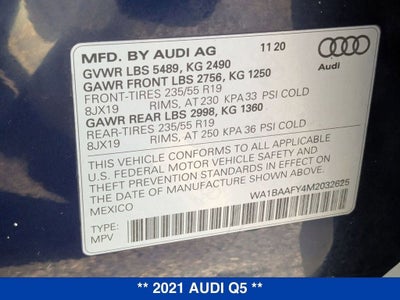 MFD. BY AUDI AG 11 20
GVWR LBS 5489, KG 2490
GAWR FRONT LBS 2756, KG 1250
FRONT-TIRES 235/55 R19
8JX19 RIMS, AT 230 KPA 33 PSI COLD
GAWR REAR LBS 2998, KG 1360
REAR-TIRES 235/55 R19
8JX19 RIMS, AT 250 KPA 36 PSI COLD
Audi
THIS VEHICLE CONFORMS TO ALL APPLICABLE
U.S. FEDERAL MOTOR VEHICLE SAFETY
AND THEFT PREVENTION STANDARDS IN
EFFECT ON THE DATE OF MANUFACTURE
SHOWN ABOVE.
MEXICO WA1BAAFY4M2032625
TYPE:
MPV
** 2021 AUDI Q5 **